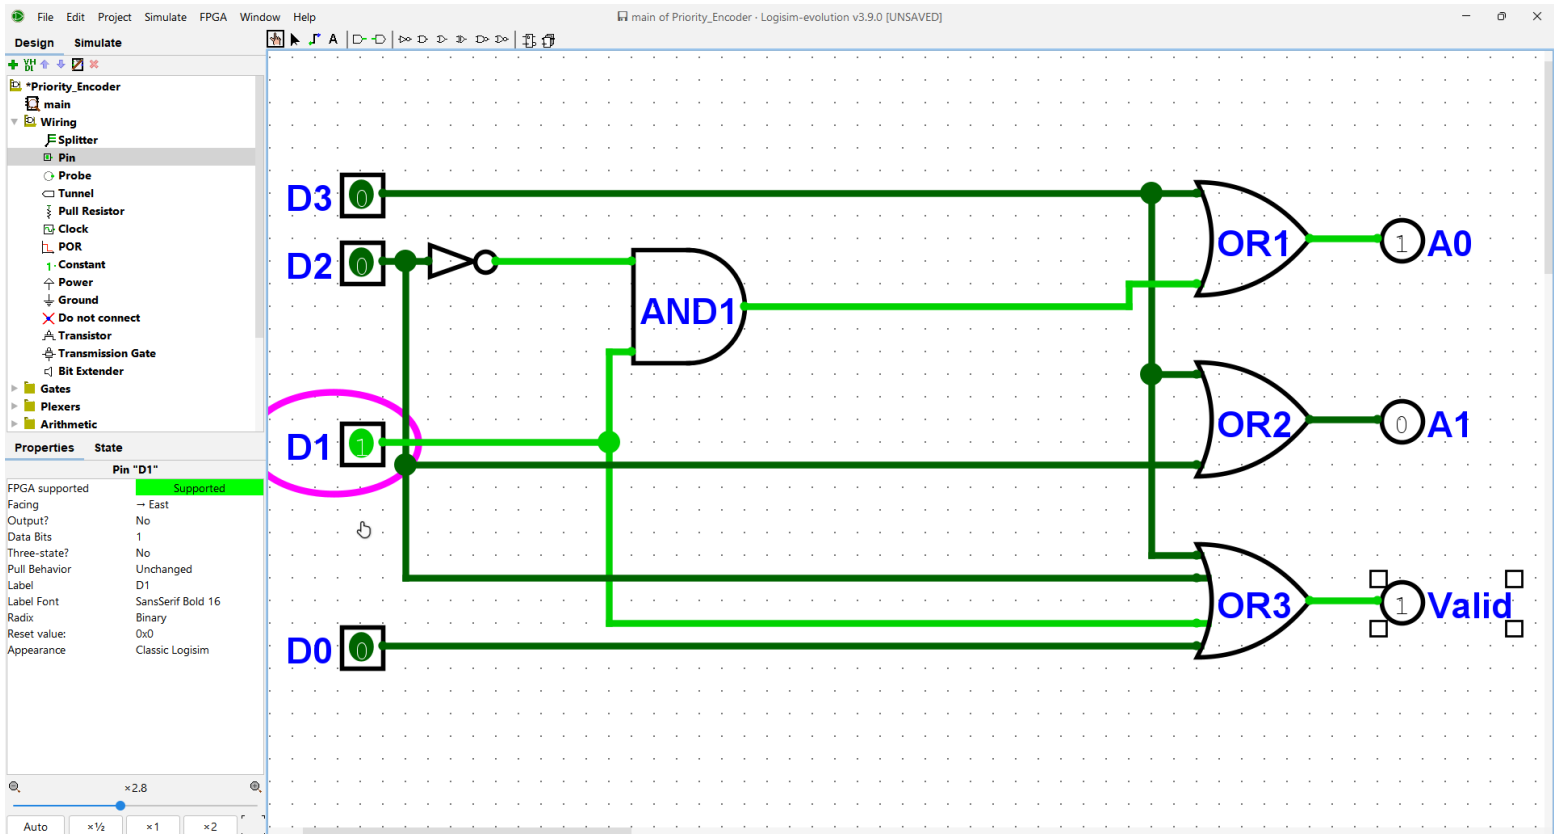 main of Priority_Encoder · Logisim-evolution v3.9.0 [UNSAVED]
File Edit Project Simulate FPGA Window Help
Design Simulate
A
VH
DL
*Priority_Encoder
main
Wiring
Splitter
Pin
Probe
Tunnel
Pull Resistor
Clock
POR
Constant
Power
Ground
Do not connect
Transistor
Transmission Gate
Bit Extender
Gates
Plexers
Arithmetic
Properties State
Pin "D1"
FPGA supported Supported
Facing → East
Output? No
Data Bits 1
Three-state? No
Pull Behavior Unchanged
Label D1
Label Font SansSerif Bold 16
Radix Binary
Reset value: 0x0
Appearance Classic Logisim
×2.8
Auto ×½ ×1 ×2
D3 0
D2 0
AND1
D1 1
D0 0
OR1 1 A0
OR2 0 A1
OR3 1 Valid